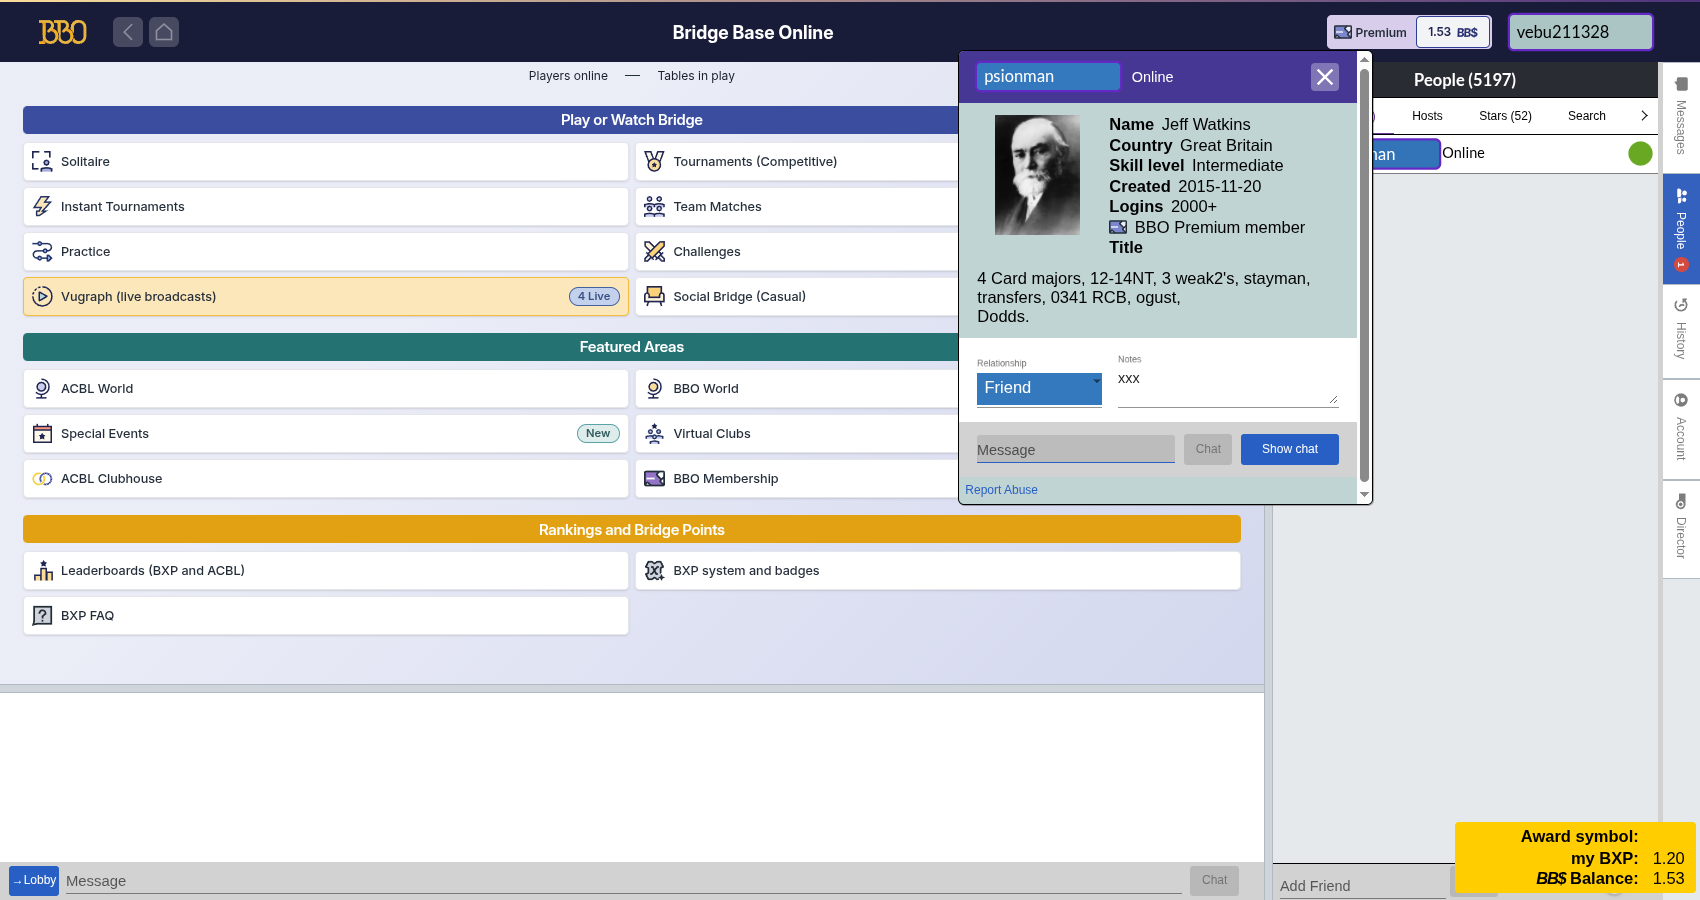 BBO
Bridge Base Online
Premium
1.53 BB$
vebu211328
Players online — Tables in play
Play or Watch Bridge
Solitaire
Tournaments (Competitive)
Instant Tournaments
Team Matches
Practice
Challenges
Vugraph (live broadcasts)
4 Live
Social Bridge (Casual)
Featured Areas
ACBL World
BBO World
Special Events
New
Virtual Clubs
ACBL Clubhouse
BBO Membership
Rankings and Bridge Points
Leaderboards (BXP and ACBL)
BXP system and badges
BXP FAQ
psionman
Online
Name Jeff Watkins
Country Great Britain
Skill level Intermediate
Created 2015-11-20
Logins 2000+
BBO Premium member
Title
4 Card majors, 12-14NT, 3 weak2's, stayman,
transfers, 0341 RCB, ogust,
Dodds.
Relationship
Friend
Notes
xxx
Message
Chat
Show chat
Report Abuse
People (5197)
)
Hosts
Stars (52)
Search
nan
Online
Messages
People
1
History
Account
Director
→Lobby
Message
Chat
Add Friend
Award symbol:
my BXP: 1.20
BB$ Balance: 1.53